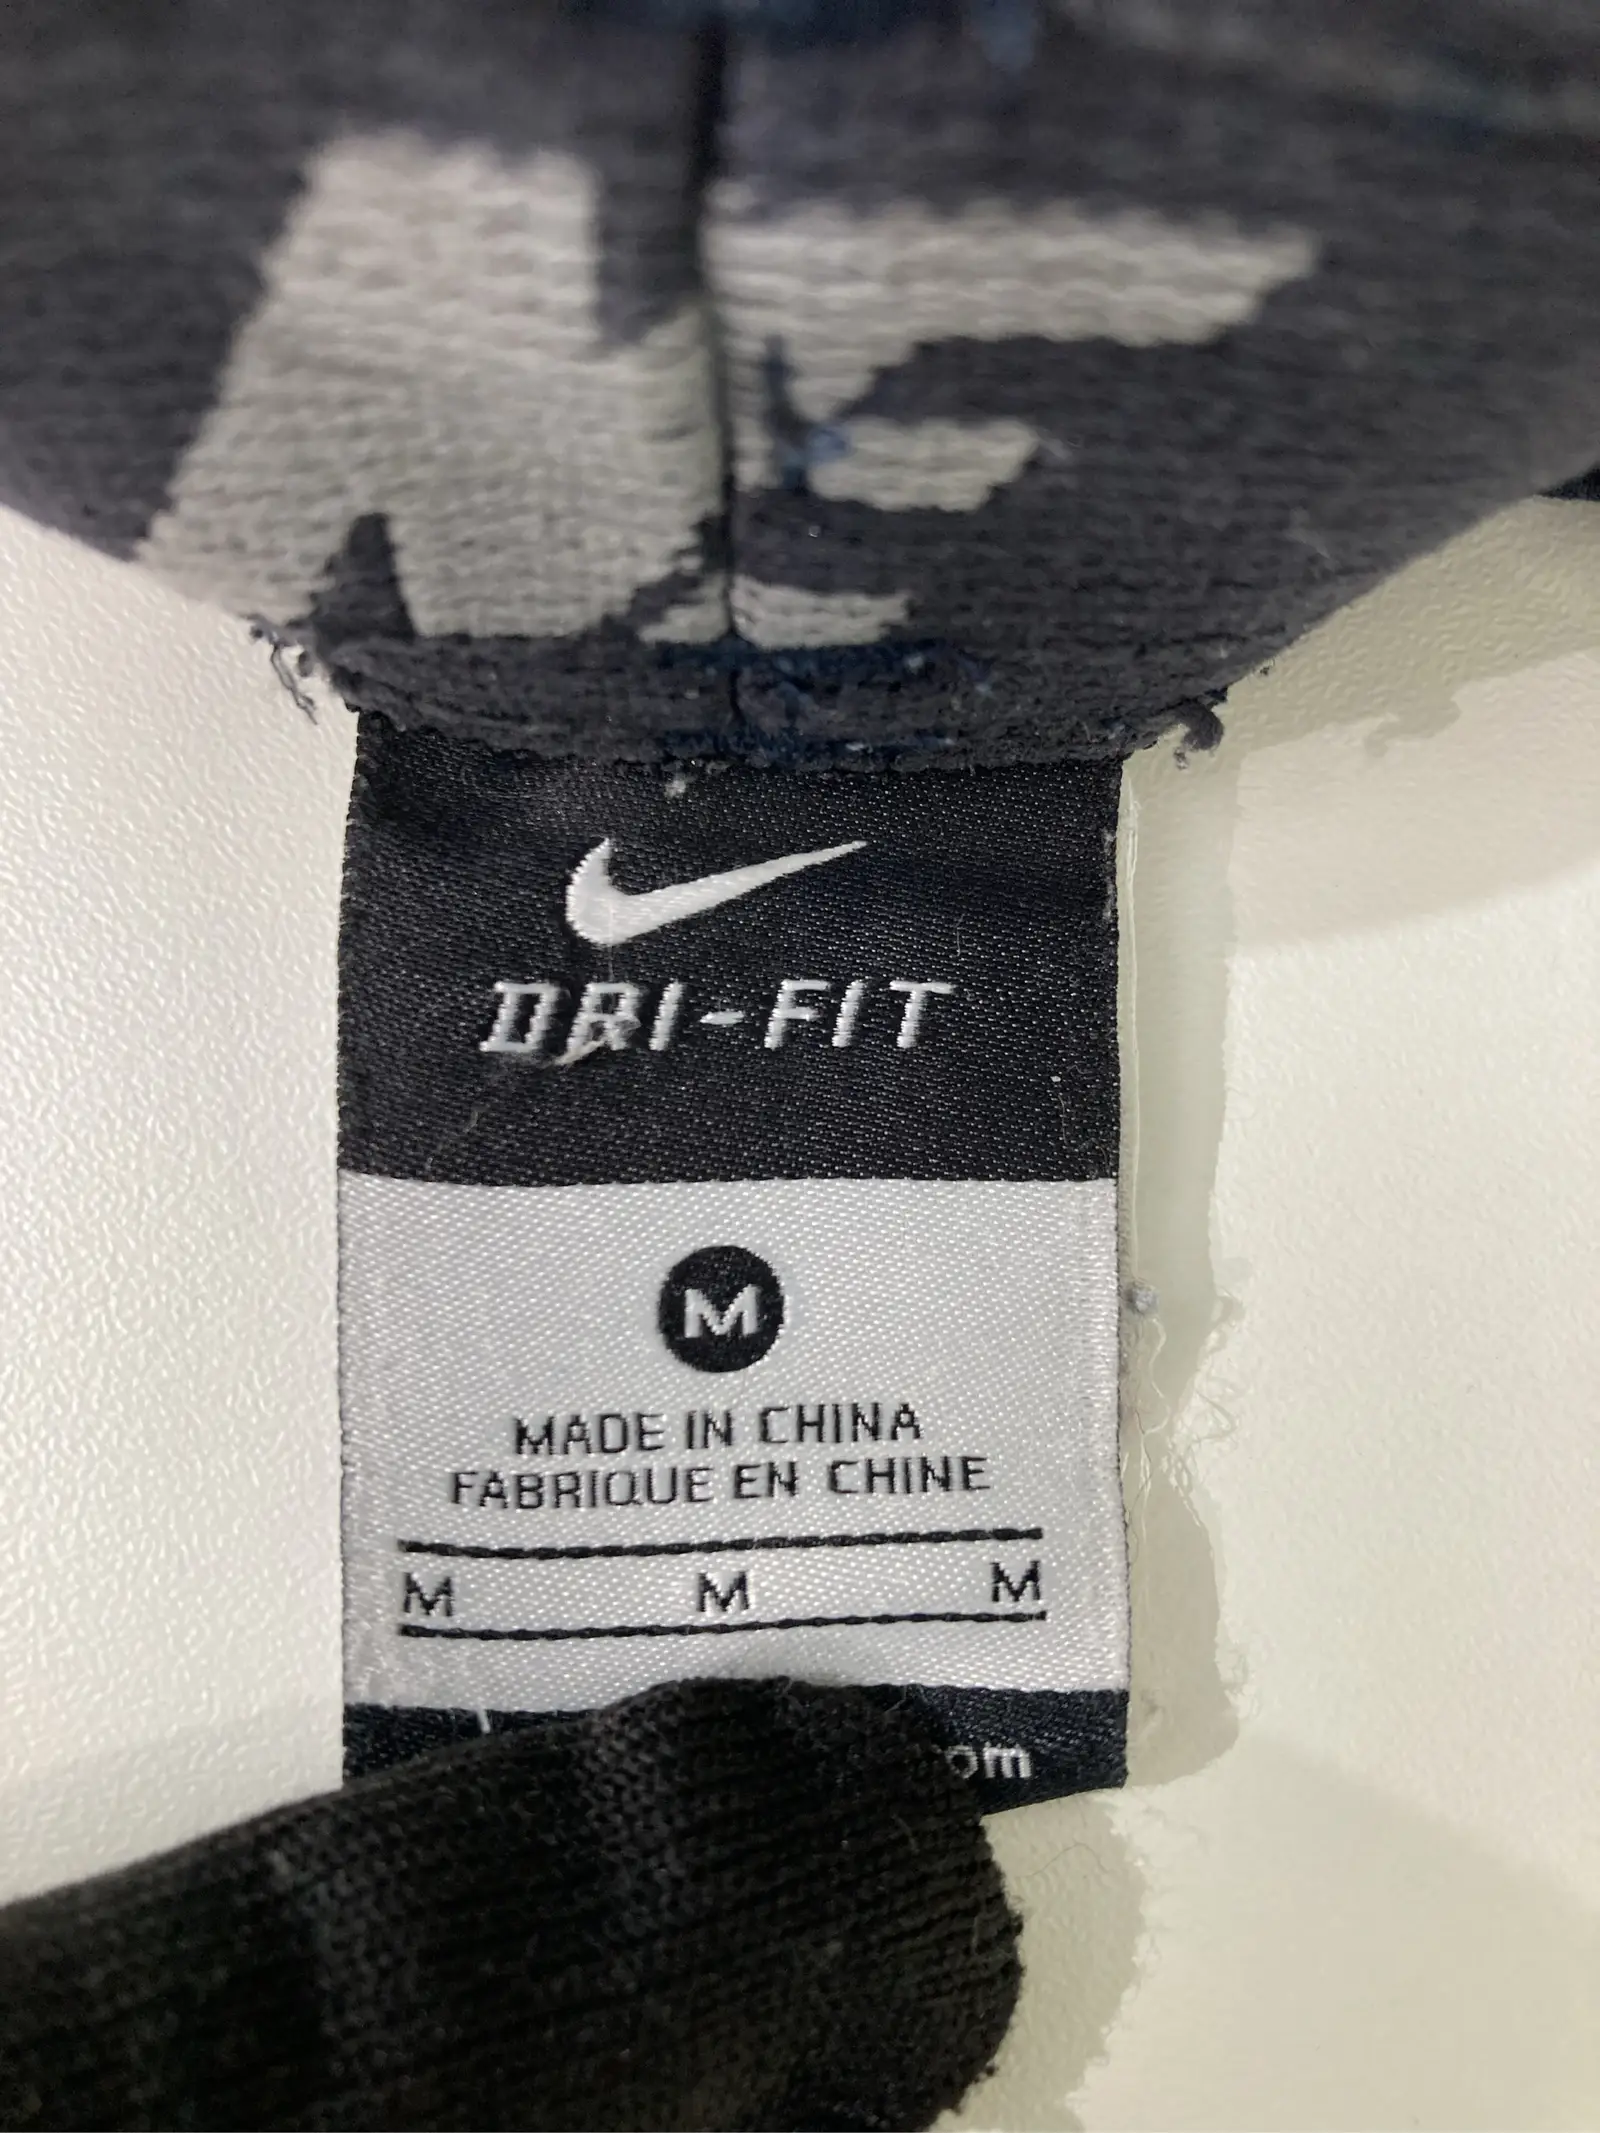 DRI-FIT
M
MADE IN CHINA
FABRIQUE EN CHINE
M M M